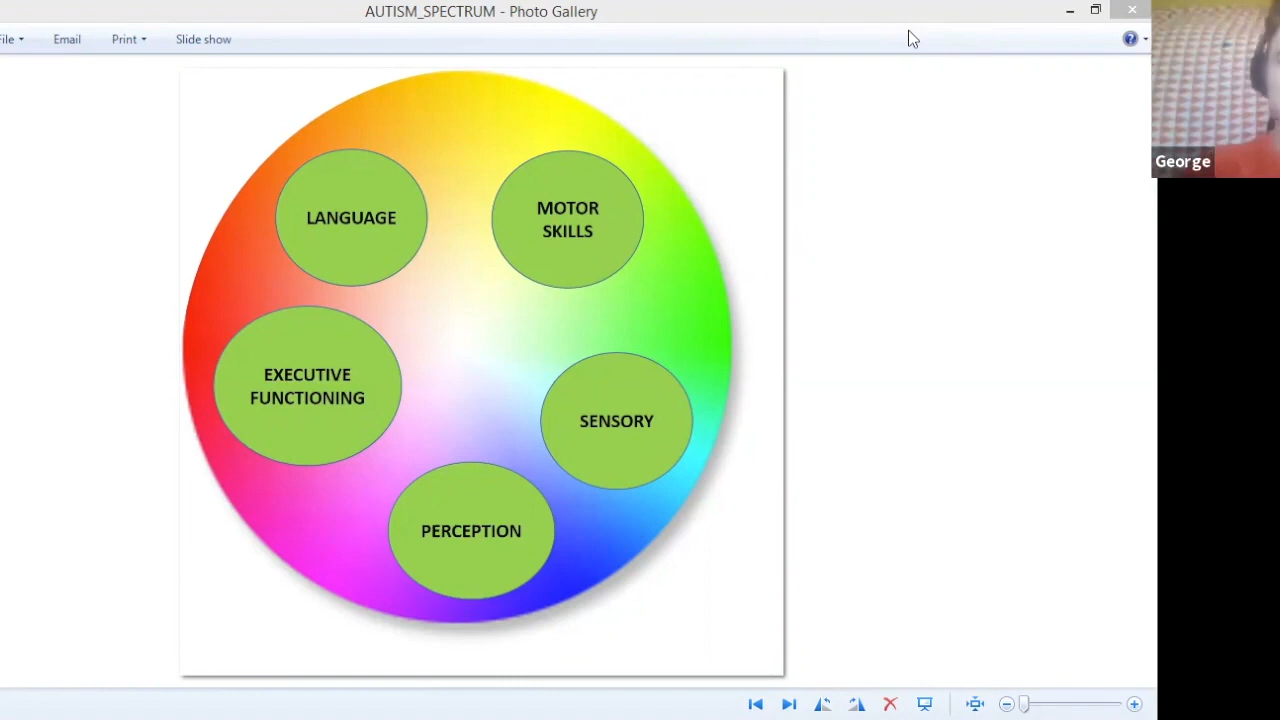 AUTISM_SPECTRUM - Photo Gallery
File Email Print Slide show
George
LANGUAGE
MOTOR
SKILLS
EXECUTIVE
FUNCTIONING
SENSORY
PERCEPTION